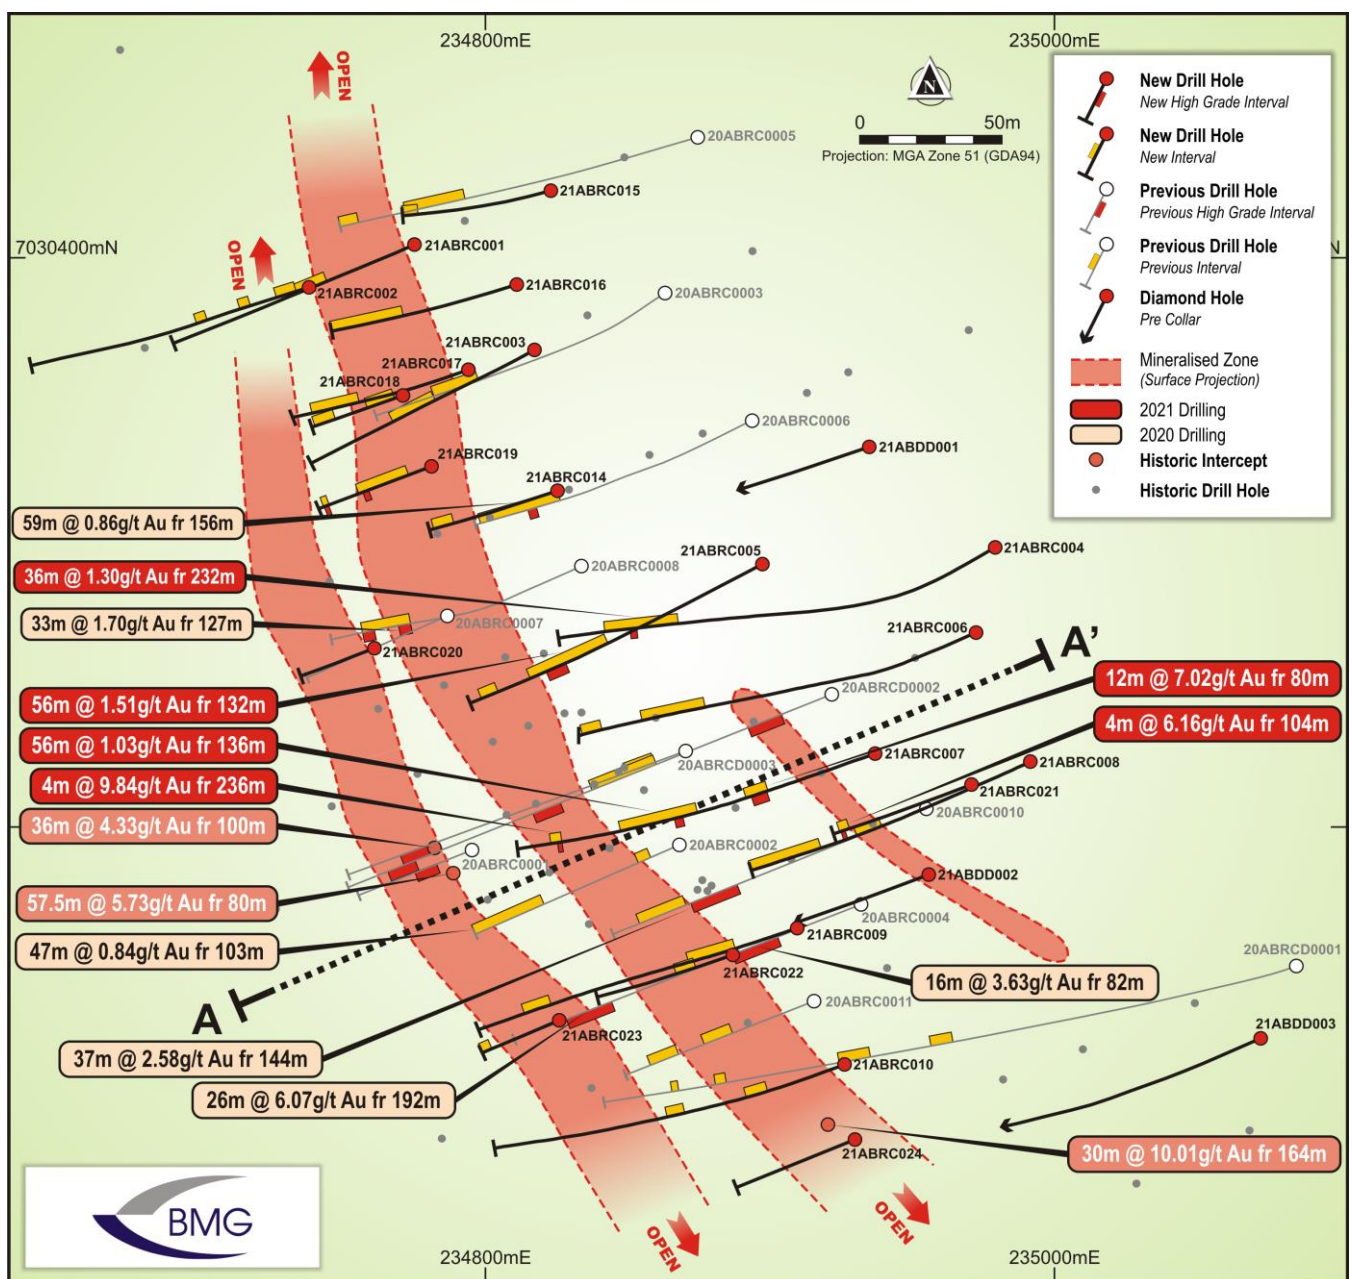 234800mE
235000mE
OPEN
N
0
50m
Projection: MGA Zone 51 (GDA94)
New Drill Hole
New High Grade Interval
New Drill Hole
New Interval
Previous Drill Hole
Previous High Grade Interval
Previous Drill Hole
Previous Interval
Diamond Hole
Pre Collar
Mineralised Zone
(Surface Projection)
2021 Drilling
2020 Drilling
Historic Intercept
Historic Drill Hole
20ABRC0005
21ABRC015
7030400mN
N
OPEN
21ABRC001
21ABRC002
21ABRC016
20ABRC0003
21ABRC003
21ABRC017
21ABRC018
20ABRC0006
21ABDD001
21ABRC019
21ABRC014
59m @ 0.86g/t Au fr 156m
21ABRC005
21ABRC004
36m @ 1.30g/t Au fr 232m
20ABRC0008
33m @ 1.70g/t Au fr 127m
20ABRC0007
21ABRC006
21ABRC020
A'
12m @ 7.02g/t Au fr 80m
20ABRCD0002
56m @ 1.51g/t Au fr 132m
4m @ 6.16g/t Au fr 104m
56m @ 1.03g/t Au fr 136m
21ABRC007
21ABRC008
20ABRCD0003
4m @ 9.84g/t Au fr 236m
21ABRC021
20ABRC0010
36m @ 4.33g/t Au fr 100m
20ABRC0002
20ABRC0001
21ABDD002
57.5m @ 5.73g/t Au fr 80m
20ABRC0004
21ABRC009
47m @ 0.84g/t Au fr 103m
20ABRCD0001
21ABRC022
16m @ 3.63g/t Au fr 82m
20ABRC0011
A
21ABRC023
21ABDD003
37m @ 2.58g/t Au fr 144m
21ABRC010
26m @ 6.07g/t Au fr 192m
21ABRC024
30m @ 10.01g/t Au fr 164m
BMG
OPEN
OPEN
234800mE
235000mE